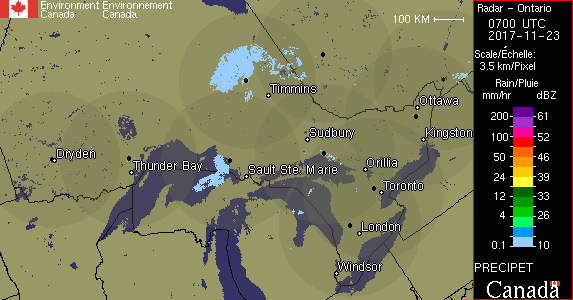 Environment Environnement
Canada Canada
100 KM
Timmins
Ottawa
Sudbury
Kingston
Dryden
Thunder Bay
Sault Ste. Marie
Orillia
Toronto
London
Windsor
Radar - Ontario
0700 UTC
2017-11-23
Scale/Échelle:
3.5 km/Pixel
Rain/Pluie
mm/hr dBZ
200 61
100 52
50 46
24 39
12 33
4 26
0.1 10
PRECIPET
Canada